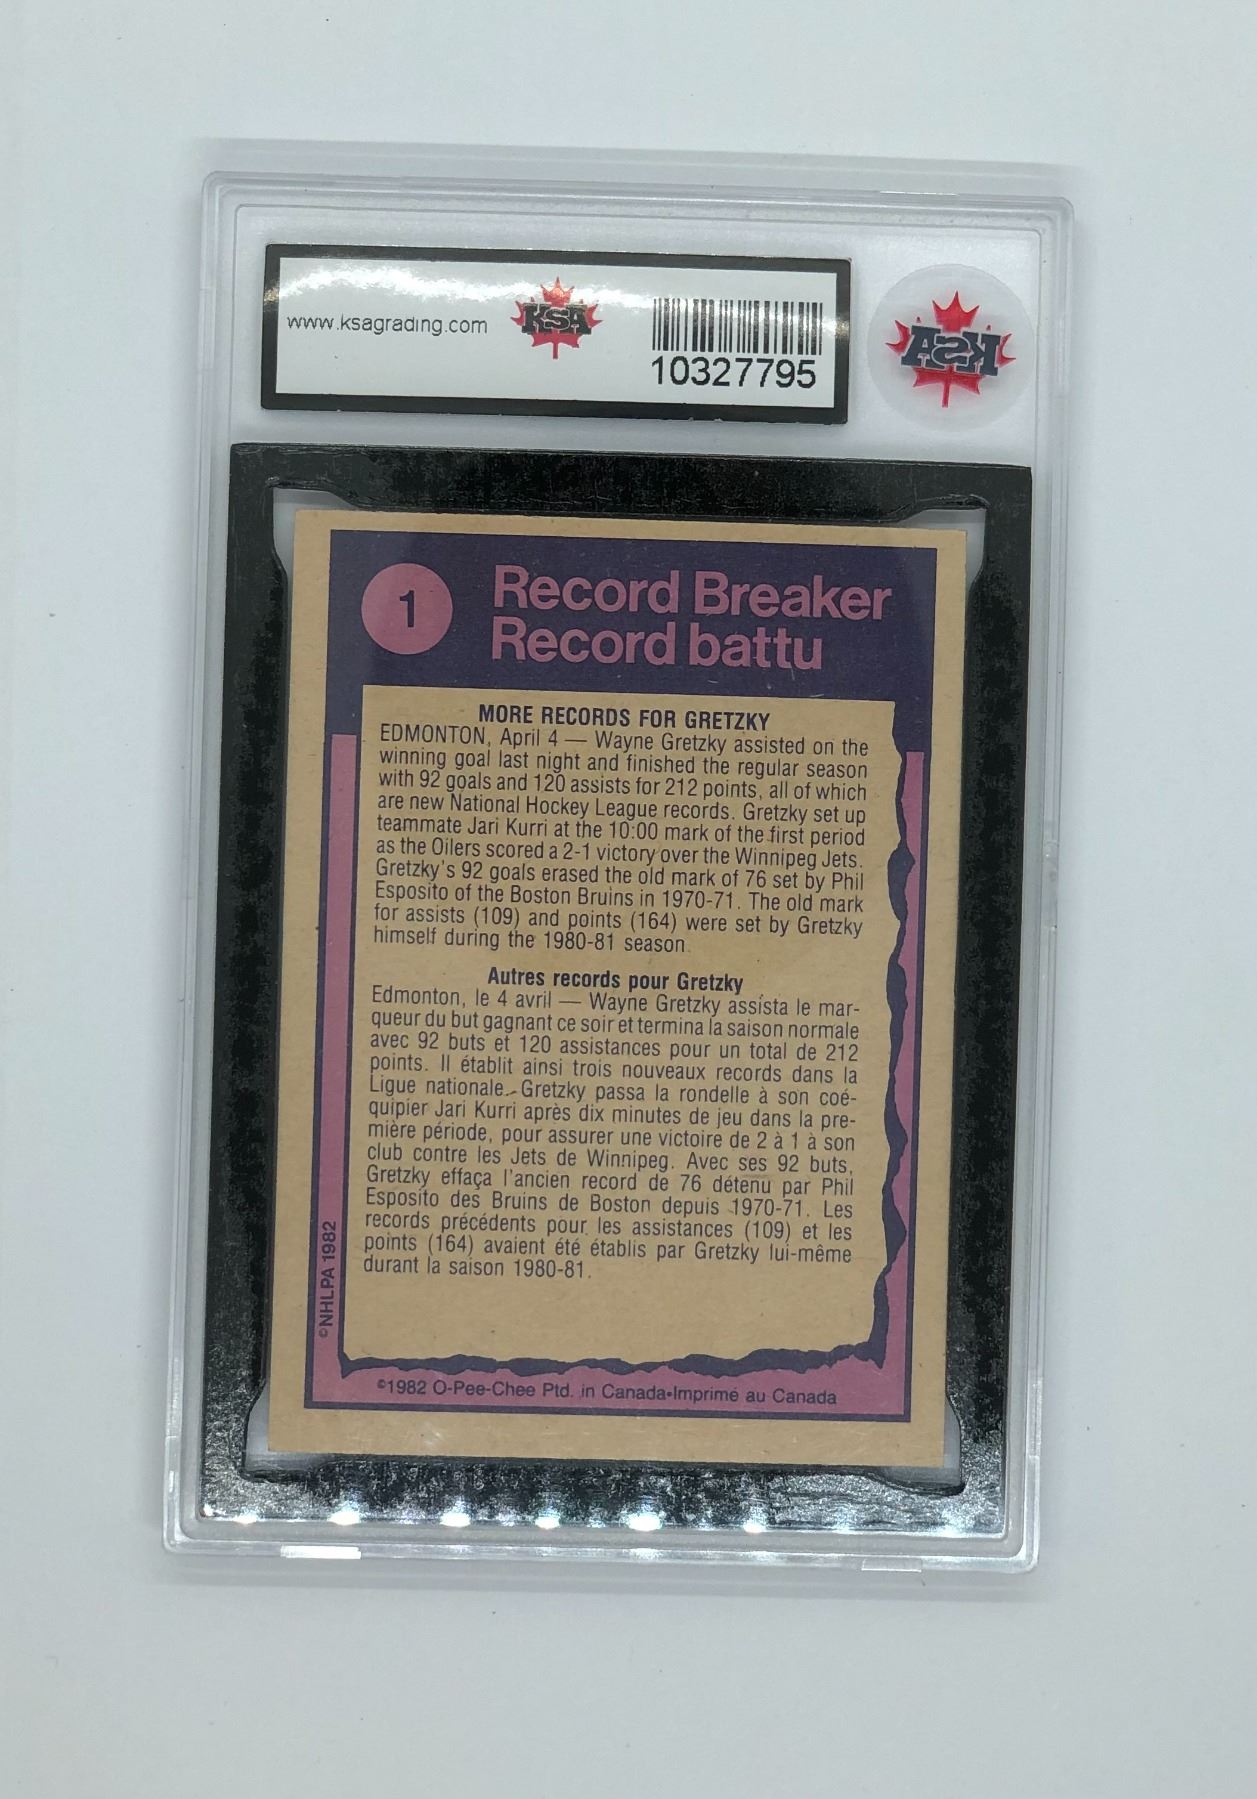 www.ksagrading.com
KSA
10327795
KSA
1
Record Breaker
Record battu
MORE RECORDS FOR GRETZKY
EDMONTON, April 4 — Wayne Gretzky assisted on the
winning goal last night and finished the regular season
with 92 goals and 120 assists for 212 points, all of which
are new National Hockey League records. Gretzky set up
teammate Jari Kurri at the 10:00 mark of the first period
as the Oilers scored a 2-1 victory over the Winnipeg Jets.
Gretzky's 92 goals erased the old mark of 76 set by Phil
Esposito of the Boston Bruins in 1970-71. The old mark
for assists (109) and points (164) were set by Gretzky
himself during the 1980-81 season.
Autres records pour Gretzky
Edmonton, le 4 avril — Wayne Gretzky assista le mar-
queur du but gagnant ce soir et termina la saison normale
avec 92 buts et 120 assistances pour un total de 212
points. Il établit ainsi trois nouveaux records dans la
Ligue nationale. Gretzky passa la rondelle à son coé-
quipier Jari Kurri après dix minutes de jeu dans la pre-
mière période, pour assurer une victoire de 2 à 1 à son
club contre les Jets de Winnipeg. Avec ses 92 buts,
Gretzky effaça l'ancien record de 76 détenu par Phil
Esposito des Bruins de Boston depuis 1970-71. Les
records précédents pour les assistances (109) et les
points (164) avaient été établis par Gretzky lui-même
durant la saison 1980-81.
©NHLPA 1982
©1982 O-Pee-Chee Ptd. in Canada•Imprimé au Canada